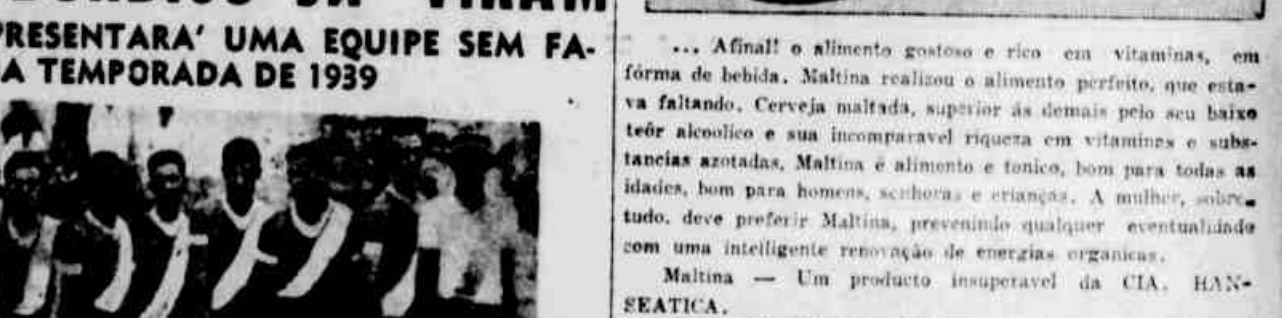 VIRAM
PRESENTARA' UMA EQUIPE SEM FA-
A TEMPORADA DE 1939
... Afinal! o alimento gostoso e rico em vitaminas, em
fórma de bebida. Maltina realizou o alimento perfeito, que esta-
va faltando. Cerveja maltada, superior ás demais pelo seu baixo
teôr alcoolico e sua incomparavel riqueza em vitamines e subs-
tancias azotadas. Maltina é alimento e tonico, bom para todas as
idades, bom para homens, senhoras e crianças. A mulher, sobre-
tudo, deve preferir Maltina, prevenindo qualquer eventualidade
com uma intelligente renovação de energias organicas.
Maltina — Um producto insuperavel da CIA. HAN-
SEATICA.